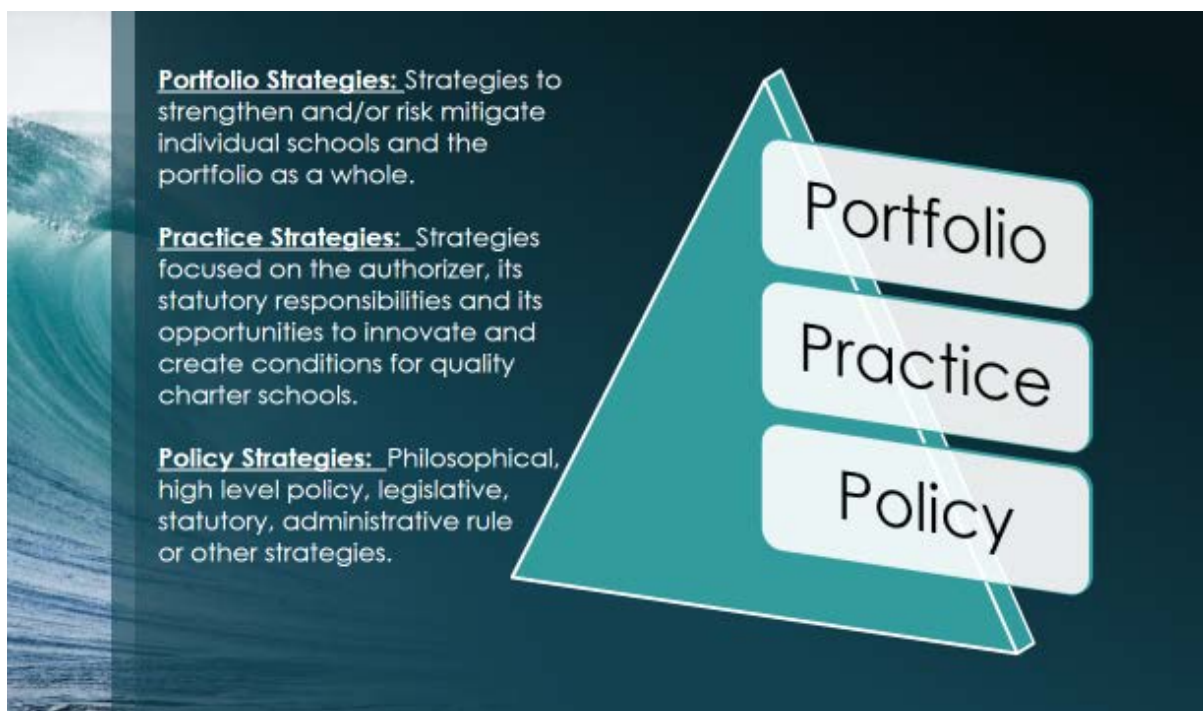 Portfolio Strategies: Strategies to
strengthen and/or risk mitigate
individual schools and the
portfolio as a whole.
Practice Strategies: Strategies
focused on the authorizer, its
statutory responsibilities and its
opportunities to innovate and
create conditions for quality
charter schools.
Policy Strategies: Philosophical,
high level policy, legislative,
statutory, administrative rule
or other strategies.
Portfolio
Practice
Policy